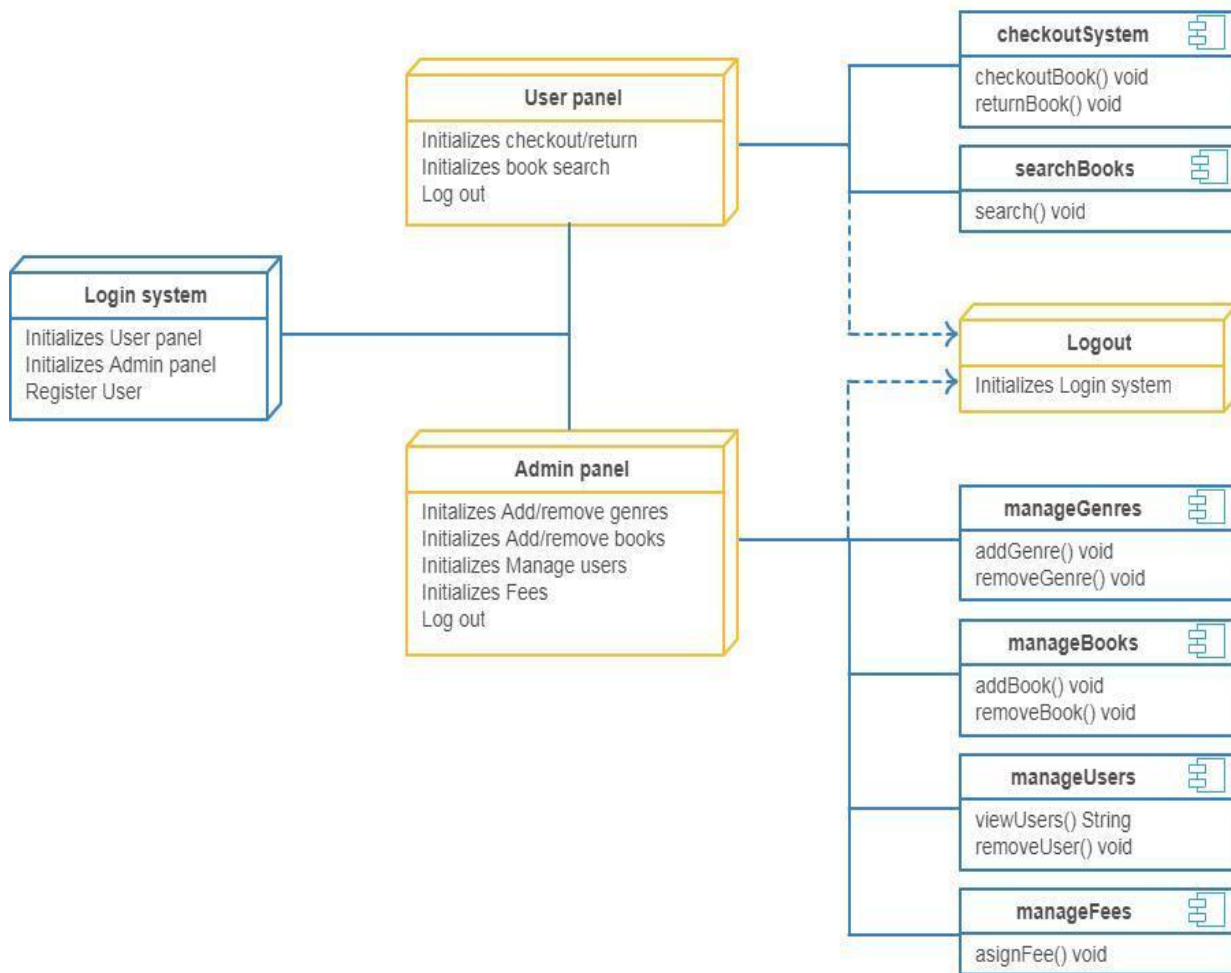 checkoutSystem
checkoutBook() void
returnBook() void
User panel
Initializes checkout/return
Initializes book search
Log out
searchBooks
search() void
Login system
Initializes User panel
Initializes Admin panel
Register User
Logout
Initializes Login system
Admin panel
Initalizes Add/remove genres
Initializes Add/remove books
Initializes Manage users
Initializes Fees
Log out
manageGenres
addGenre() void
removeGenre() void
manageBooks
addBook() void
removeBook() void
manageUsers
viewUsers() String
removeUser() void
manageFees
asignFee() void